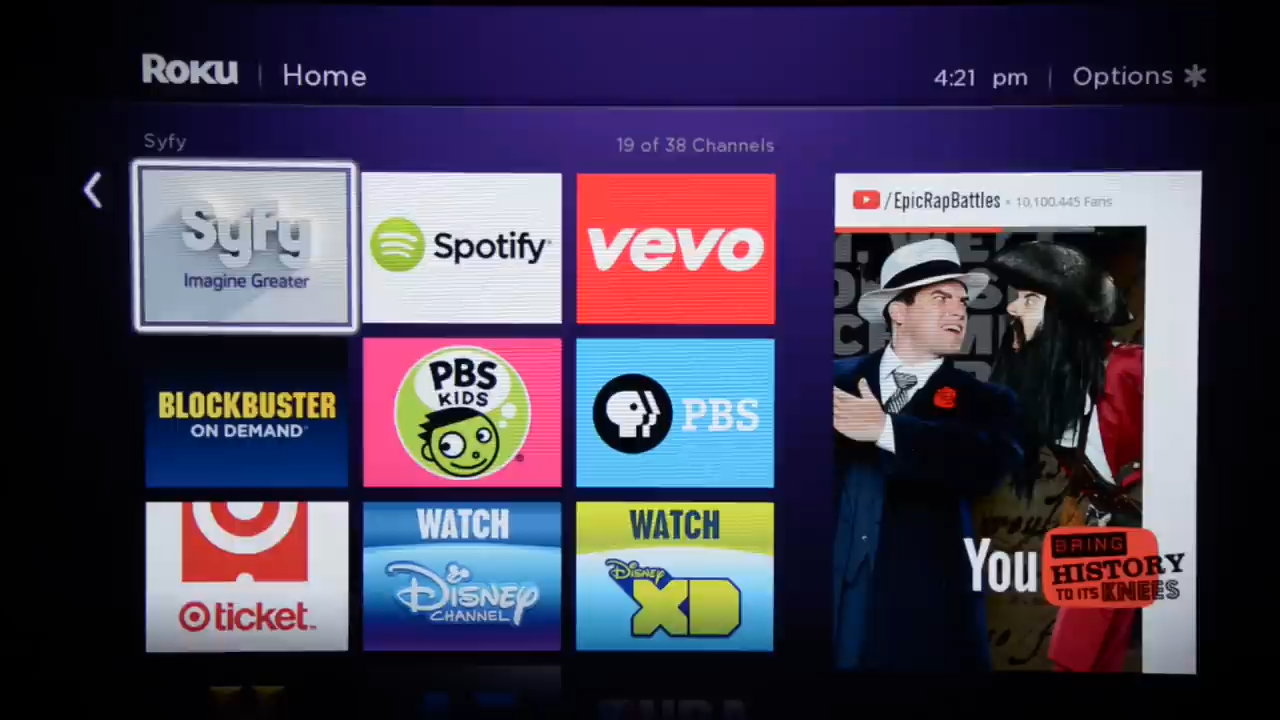 Roku | Home
4:21 pm | Options *
Syfy
19 of 38 Channels
Syfy
Imagine Greater
Spotify
vevo
/EpicRapBattles • 10,100,445 Fans
BLOCKBUSTER
ON DEMAND
PBS
KIDS
PBS
ticket
WATCH
Disney
CHANNEL
WATCH
Disney
XD
You
BRING
HISTORY
TO ITS KNEES